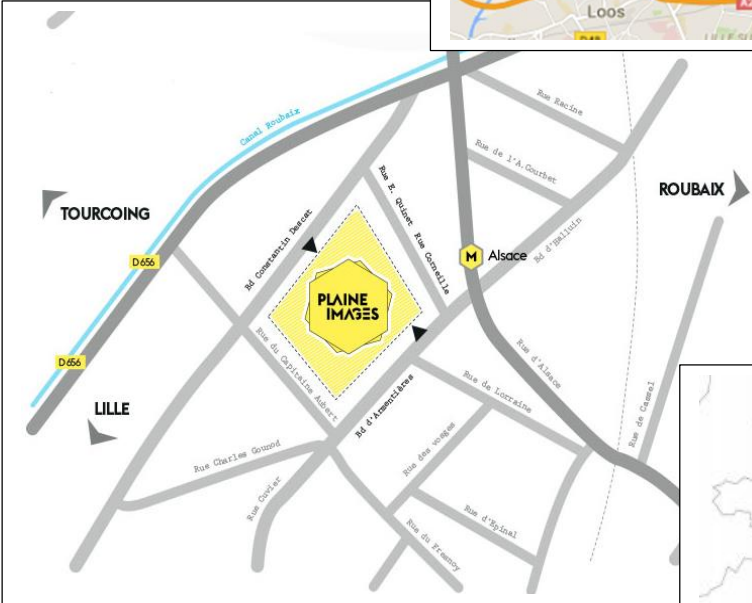 Loos
Canal Roubaix
Rue Racine
Rue de l'A.Courbet
ROUBAIX
TOURCOING
Bd Constantin Descat
Rue E. Quinet Rue Corneille
M Alsace
Bd d'Halluin
D656
PLAINE
IMAGES
D656
Rue du Capitaine Aubert
Rue d'Alsace
LILLE
Bd d'Armentières
Rue de Lorraine
Rue de Cassel
Rue Charles Gounod
Rue des vosges
Rue Cuvier
Rue d'Epinal
Rue du Fresnoy